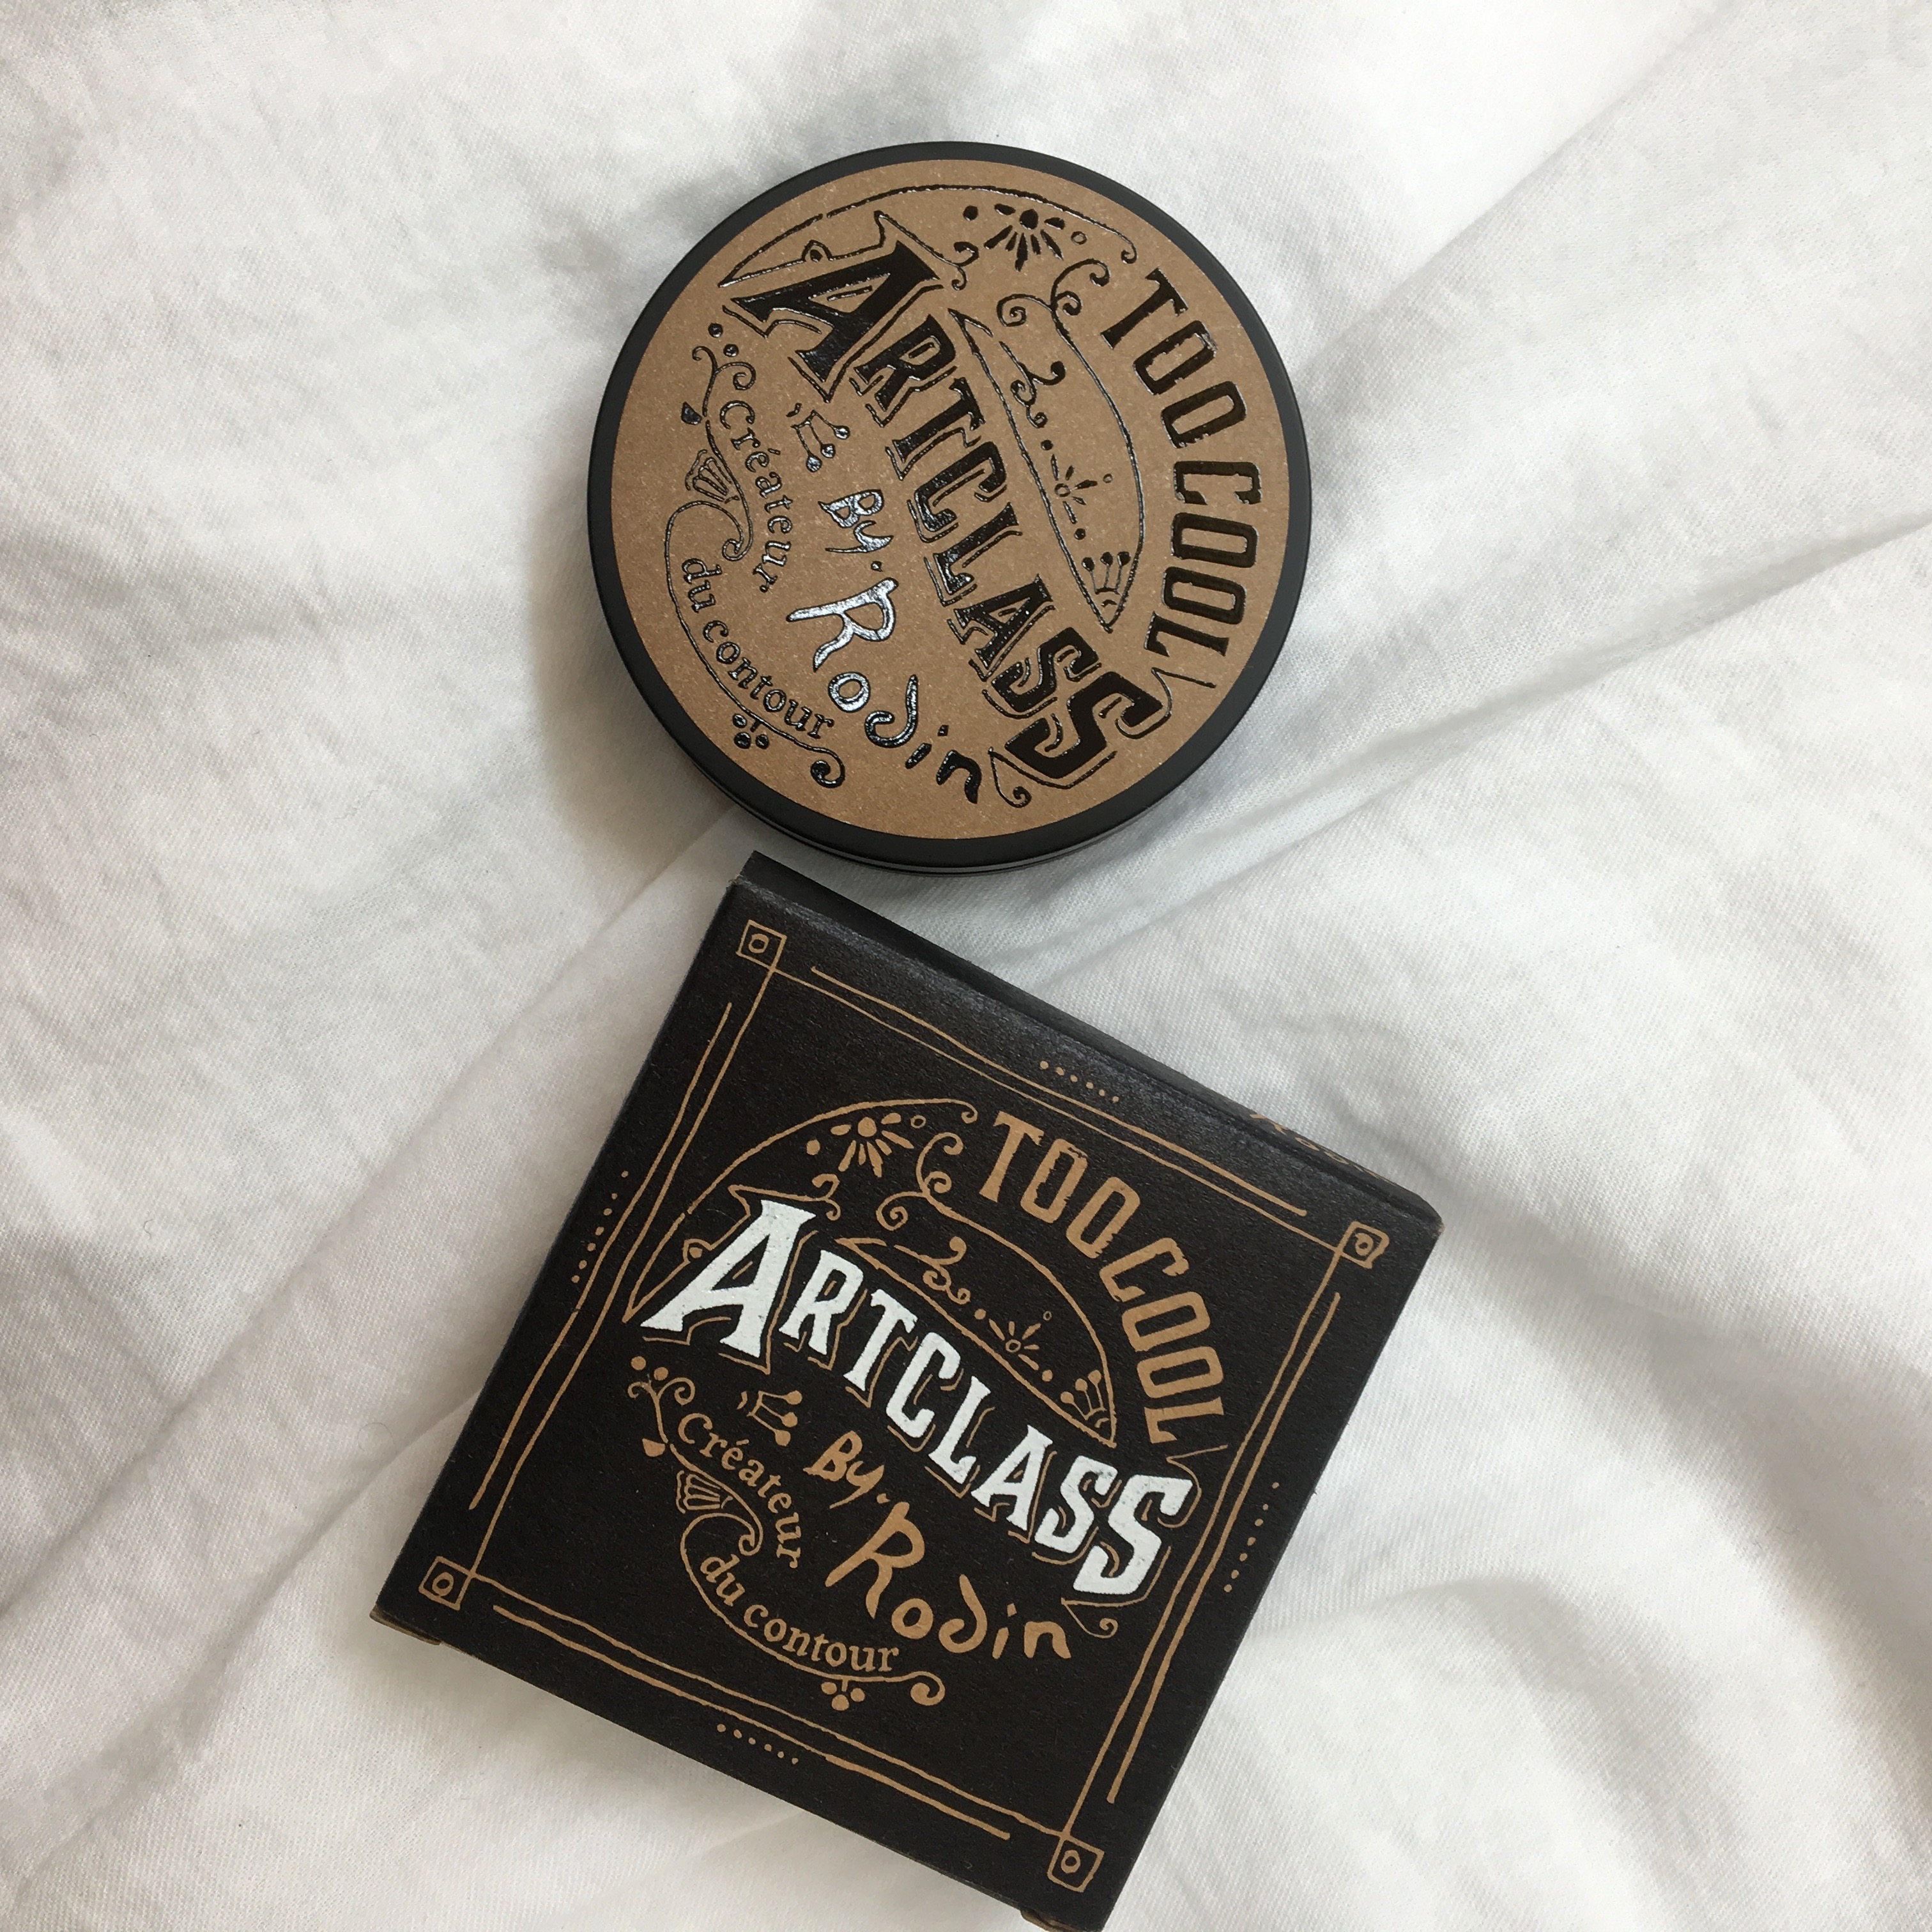 TOO COOL
ARTCLASS
By. Rodin
Créateur
du contour
TOO COOL
ARTCLASS
By. Rodin
Créateur
du contour